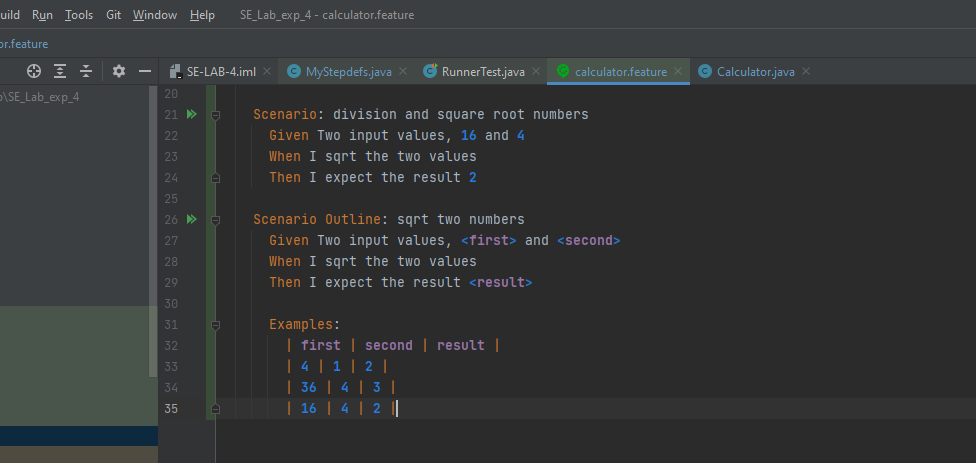 uild Run Tools Git Window Help SE_Lab_exp_4 - calculator.feature
or.feature
SE-LAB-4.iml MyStepdefs.java RunnerTest.java calculator.feature Calculator.java
\SE_Lab_exp_4
20
21 Scenario: division and square root numbers
22 Given Two input values, 16 and 4
23 When I sqrt the two values
24 Then I expect the result 2
25
26 Scenario Outline: sqrt two numbers
27 Given Two input values, <first> and <second>
28 When I sqrt the two values
29 Then I expect the result <result>
30
31 Examples:
32 | first | second | result |
33 | 4 | 1 | 2 |
34 | 36 | 4 | 3 |
35 | 16 | 4 | 2 |